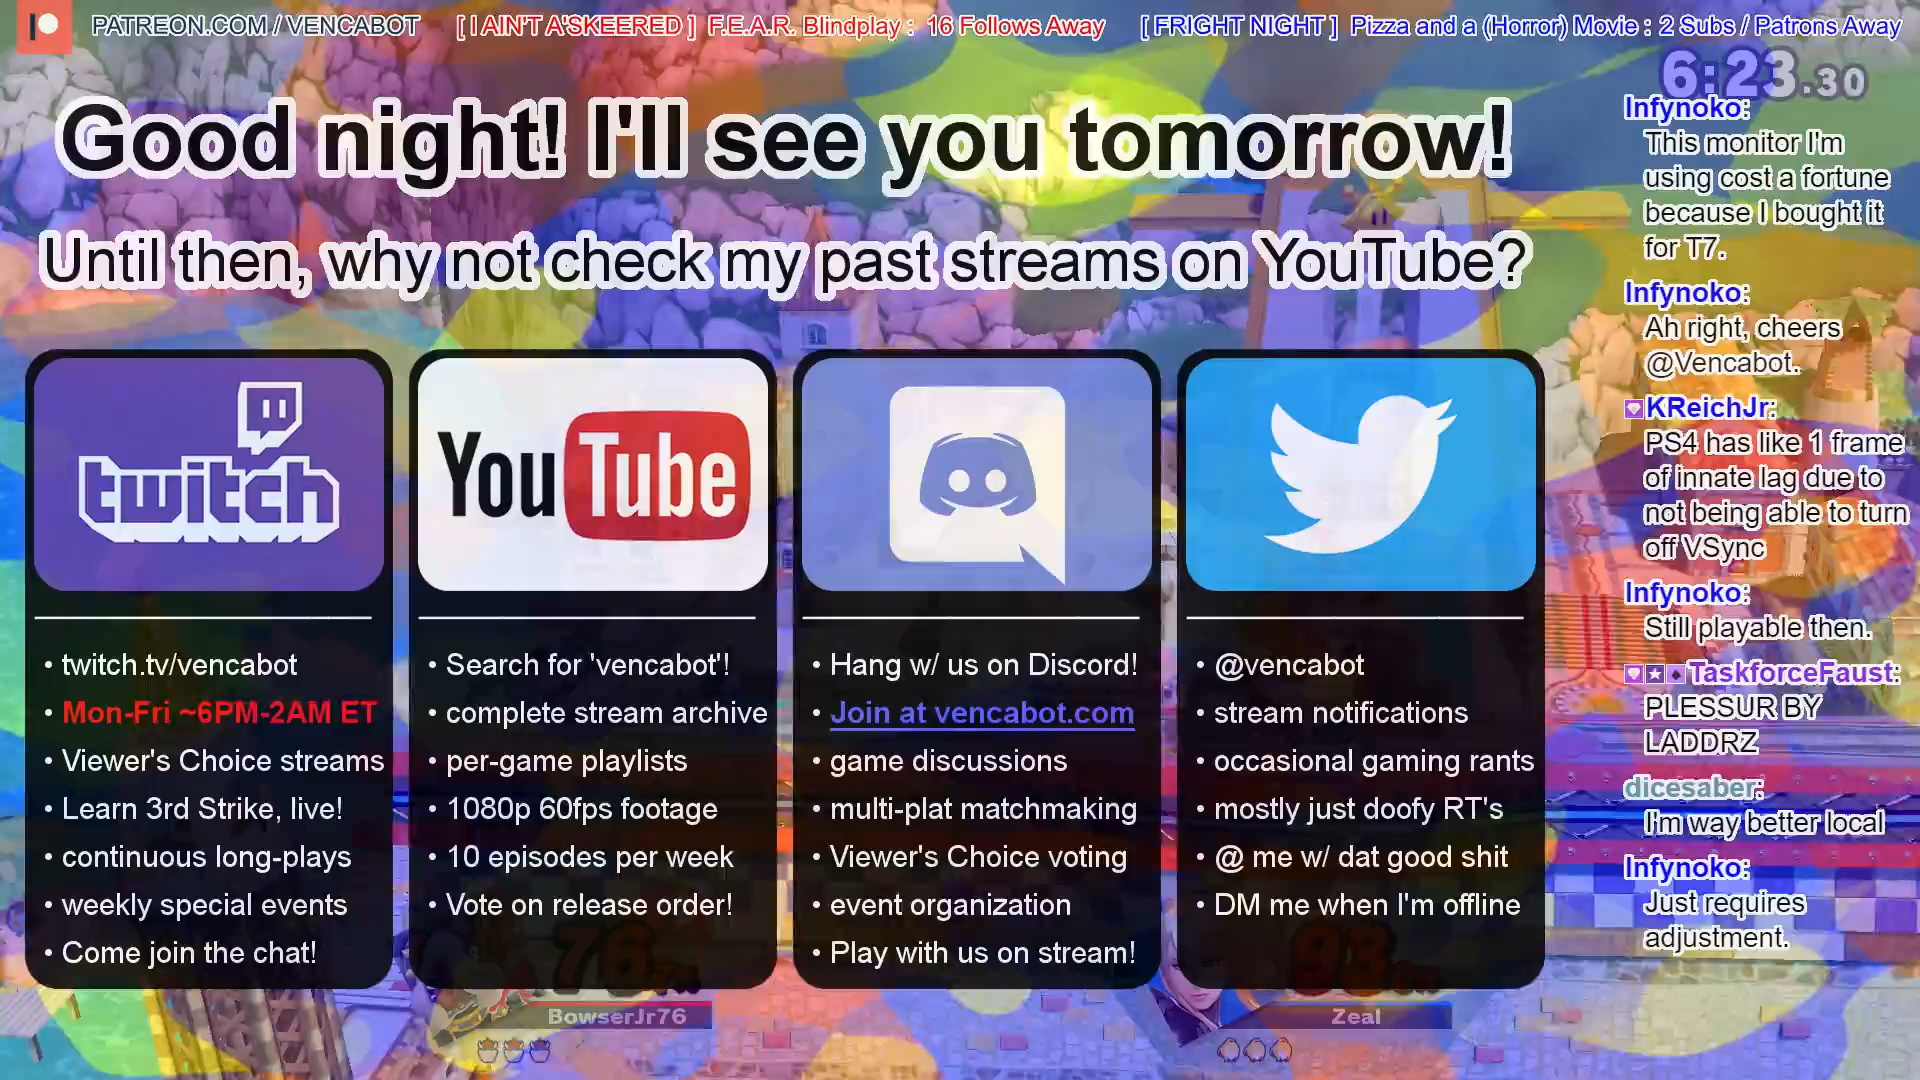 PATREON.COM / VENCABOT [ I AIN'T A'SKEERED ] F.E.A.R. Blindplay : 16 Follows Away [ FRIGHT NIGHT ] Pizza and a (Horror) Movie : 2 Subs / Patrons Away
6:23.30
Good night! I'll see you tomorrow!
Until then, why not check my past streams on YouTube?
twitch
• twitch.tv/vencabot
• Mon-Fri ~6PM-2AM ET
• Viewer's Choice streams
• Learn 3rd Strike, live!
• continuous long-plays
• weekly special events
• Come join the chat!
YouTube
• Search for 'vencabot'!
• complete stream archive
• per-game playlists
• 1080p 60fps footage
• 10 episodes per week
• Vote on release order!
• Hang w/ us on Discord!
• Join at vencabot.com
• game discussions
• multi-plat matchmaking
• Viewer's Choice voting
• event organization
• Play with us on stream!
• @vencabot
• stream notifications
• occasional gaming rants
• mostly just doofy RT's
• @ me w/ dat good shit
• DM me when I'm offline
Infynoko:
This monitor I'm
using cost a fortune
because I bought it
for T7.
Infynoko:
Ah right, cheers
@Vencabot.
KReichJr:
PS4 has like 1 frame
of innate lag due to
not being able to turn
off VSync
Infynoko:
Still playable then.
TaskforceFaust:
PLESSUR BY
LADDRZ
dicesaber:
I'm way better local
Infynoko:
Just requires
adjustment.
76
93
BowserJr76
Zeal